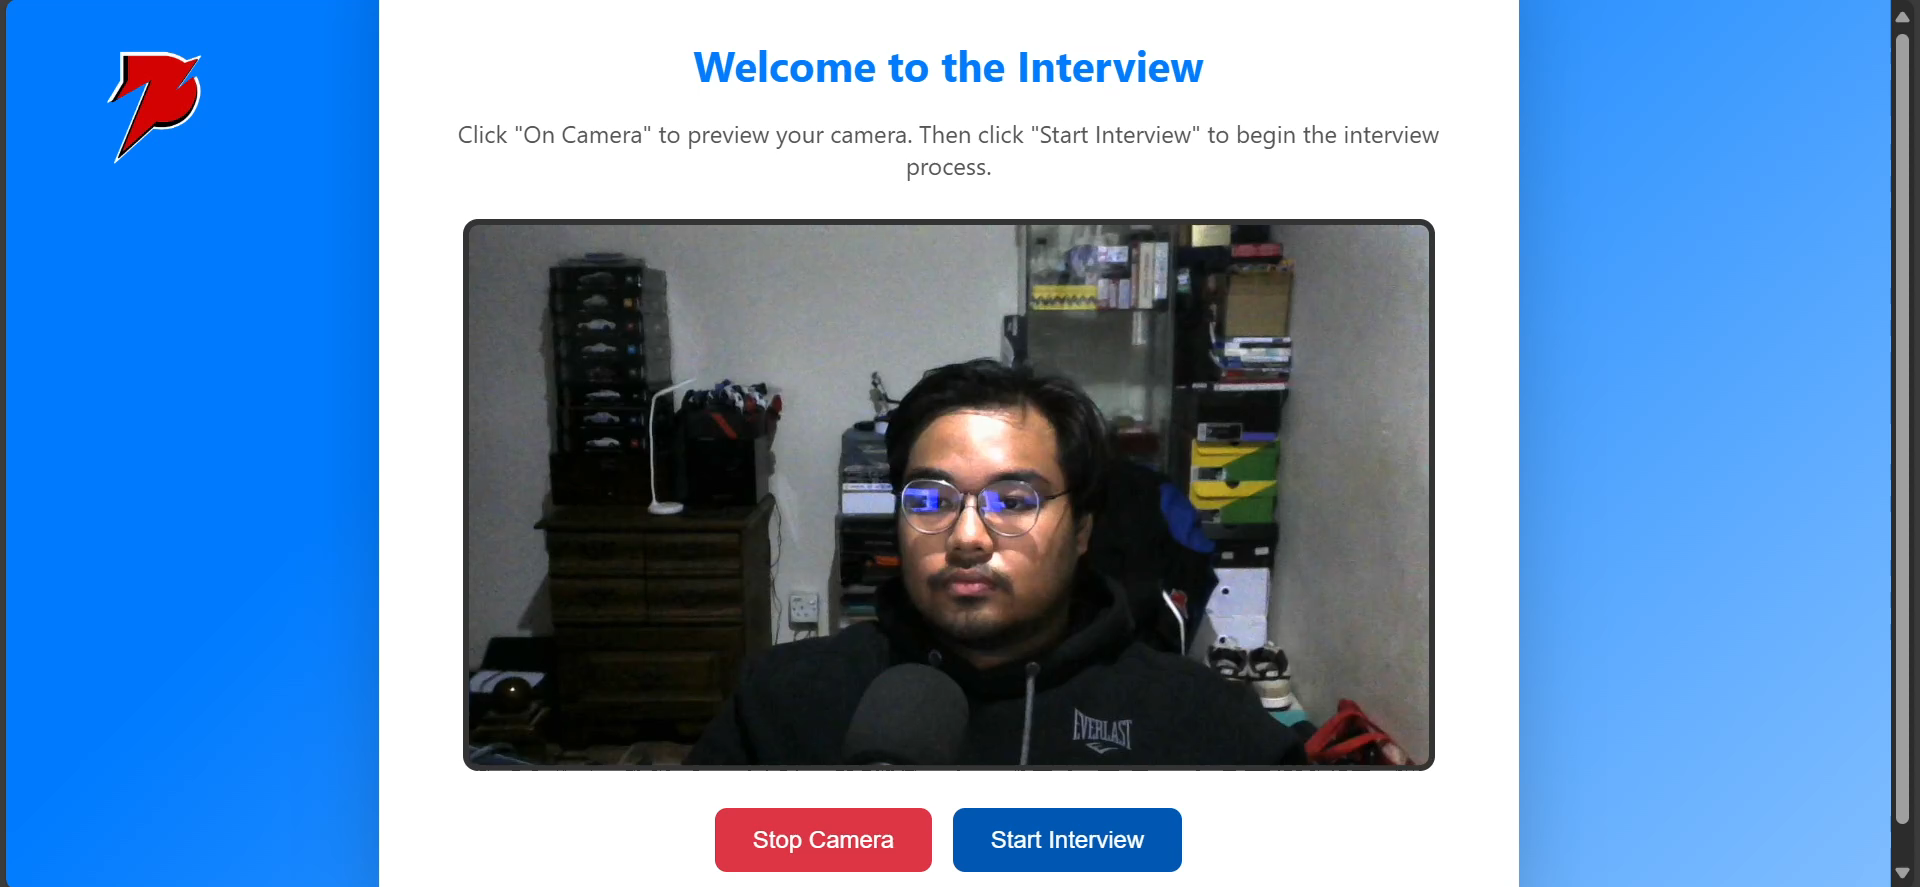 Welcome to the Interview
Click "On Camera" to preview your camera. Then click "Start Interview" to begin the interview
process.
EVERLAST
Stop Camera
Start Interview